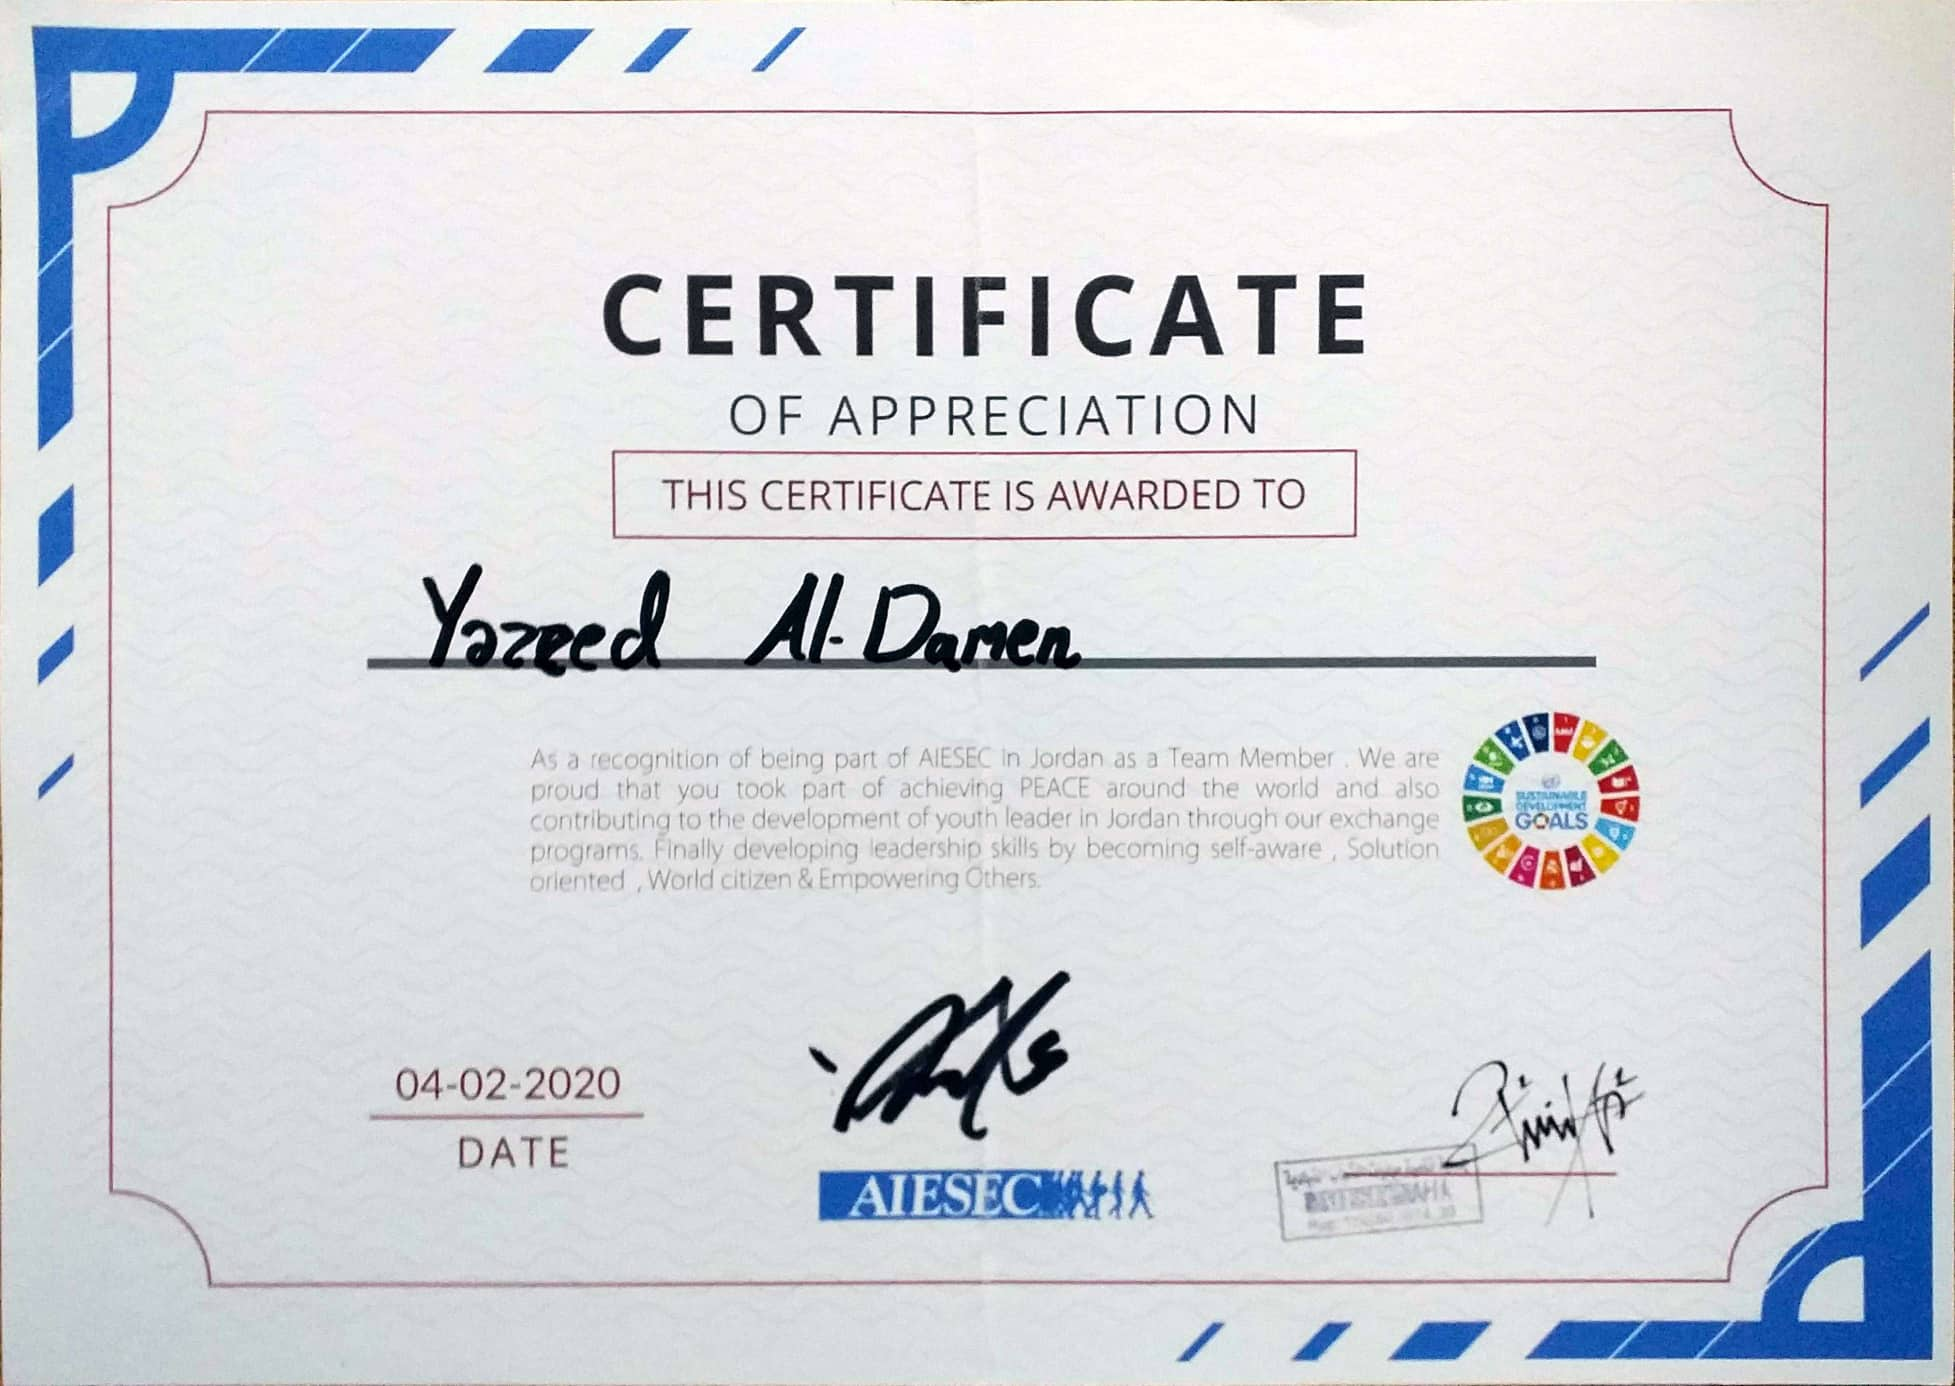 CERTIFICATE
OF APPRECIATION
THIS CERTIFICATE IS AWARDED TO
Yazeed Al-Damen
As a recognition of being part of AIESEC in Jordan as a Team Member . We are
proud that you took part of achieving PEACE around the world and also
contributing to the development of youth leader in Jordan through our exchange
programs. Finally developing leadership skills by becoming self-aware , Solution
oriented , World citizen & Empowering Others.
SUSTAINABLE
DEVELOPMENT
GOALS
04-02-2020
DATE
AIESEC